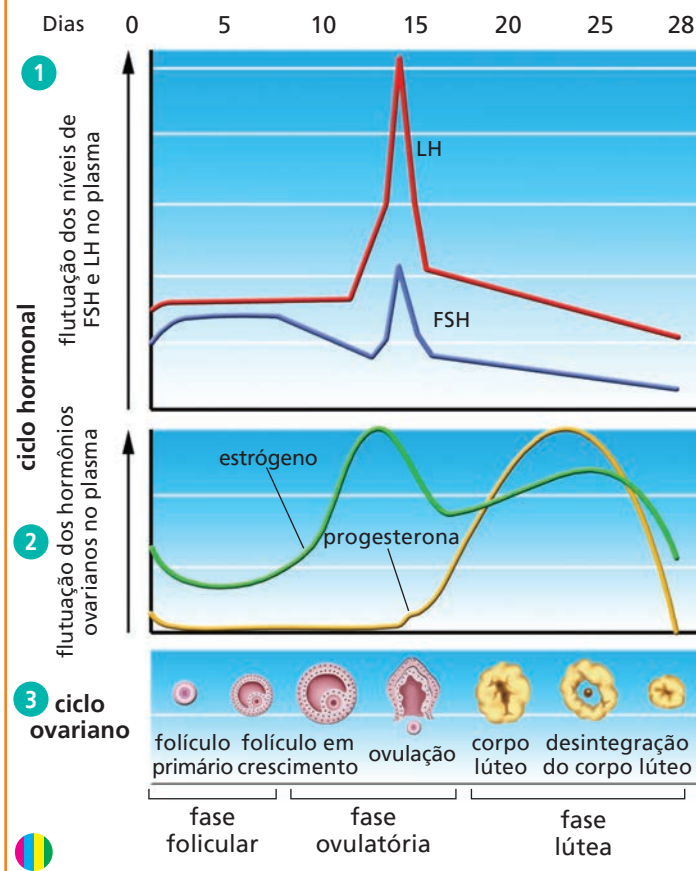 Dias 0 5 10 15 20 25 28
1
ciclo hormonal
flutuação dos níveis de
FSH e LH no plasma
LH
FSH
2
flutuação dos hormônios
ovarianos no plasma
estrógeno
progesterona
3 ciclo
ovariano
folículo
primário
folículo em
crescimento
ovulação
corpo
lúteo
desintegração
do corpo lúteo
fase
folicular
fase
ovulatória
fase
lútea